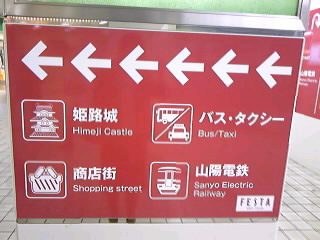 姫路城
Himeji Castle
バス・タクシー
Bus/Taxi
商店街
Shopping street
山陽電鉄
Sanyo Electric
Railway
FESTA